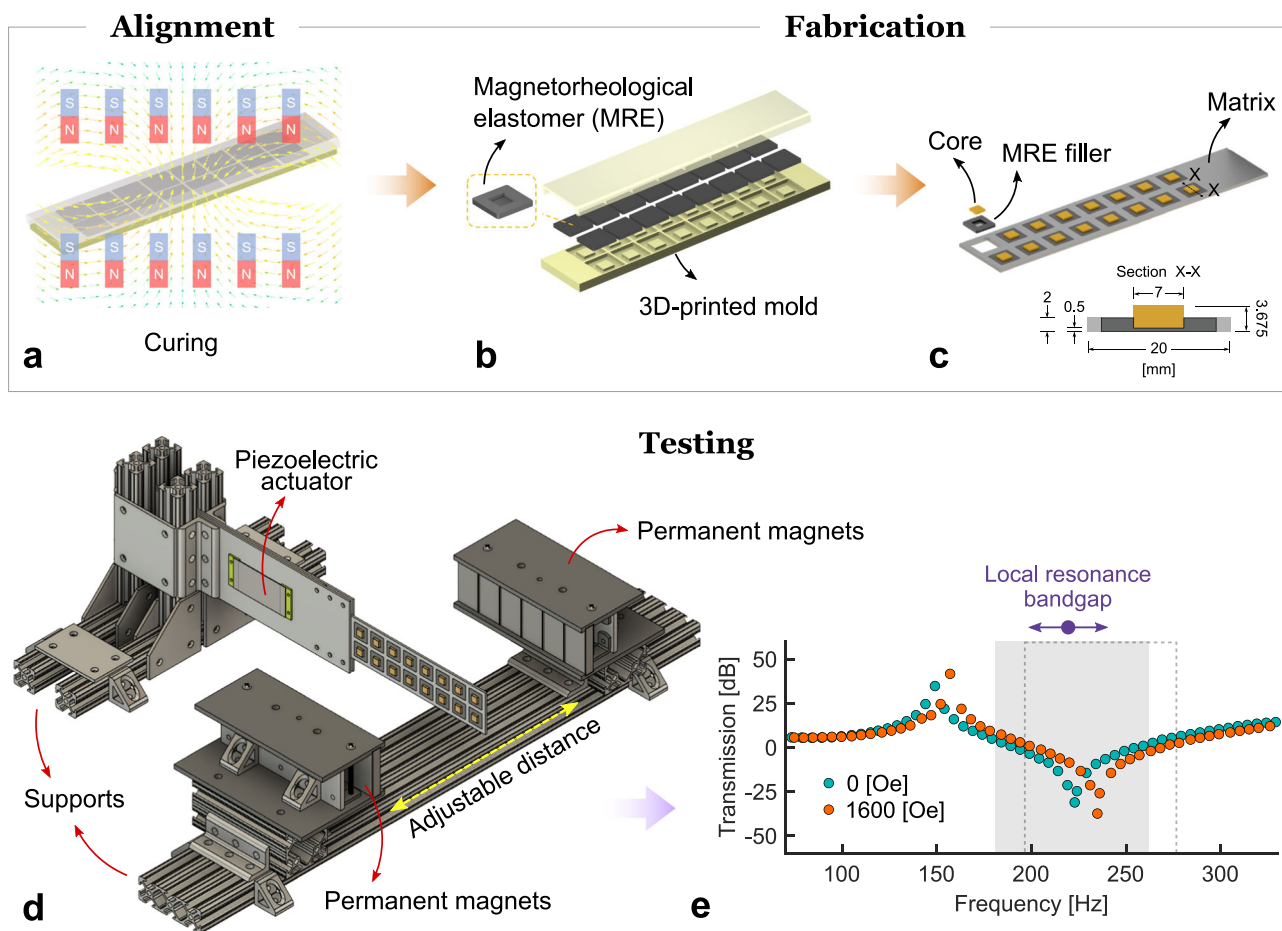 Alignment
Fabrication
S S S S S S
N N N N N N
S S S S S S
N N N N N N
Curing
a
Magnetorheological
elastomer (MRE)
3D-printed mold
b
Core
MRE filler
Matrix
X
X
Section X-X
7
2
0.5
3.675
20
[mm]
c
Testing
Piezoelectric
actuator
Permanent magnets
Adjustable distance
Supports
Permanent magnets
d
Local resonance
bandgap
Transmission [dB]
50
25
0
-25
-50
0 [Oe]
1600 [Oe]
100 150 200 250 300
Frequency [Hz]
e